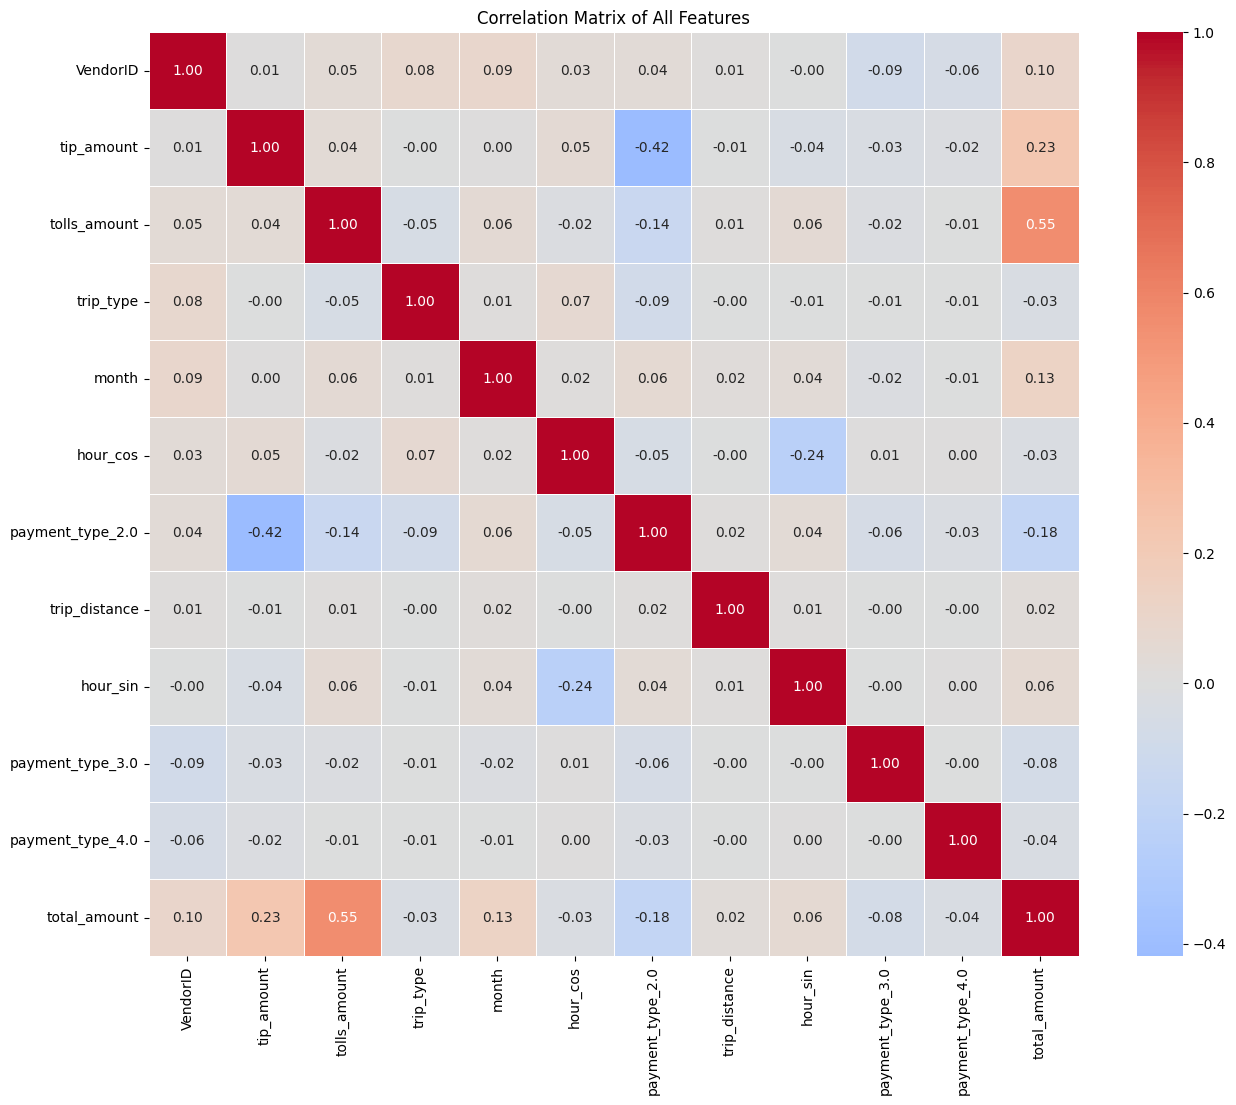 Correlation Matrix of All Features
VendorID 1.00 0.01 0.05 0.08 0.09 0.03 0.04 0.01 -0.00 -0.09 -0.06 0.10
tip_amount 0.01 1.00 0.04 -0.00 0.00 0.05 -0.42 -0.01 -0.04 -0.03 -0.02 0.23
tolls_amount 0.05 0.04 1.00 -0.05 0.06 -0.02 -0.14 0.01 0.06 -0.02 -0.01 0.55
trip_type 0.08 -0.00 -0.05 1.00 0.01 0.07 -0.09 -0.00 -0.01 -0.01 -0.01 -0.03
month 0.09 0.00 0.06 0.01 1.00 0.02 0.06 0.02 0.04 -0.02 -0.01 0.13
hour_cos 0.03 0.05 -0.02 0.07 0.02 1.00 -0.05 -0.00 -0.24 0.01 0.00 -0.03
payment_type_2.0 0.04 -0.42 -0.14 -0.09 0.06 -0.05 1.00 0.02 0.04 -0.06 -0.03 -0.18
trip_distance 0.01 -0.01 0.01 -0.00 0.02 -0.00 0.02 1.00 0.01 -0.00 -0.00 0.02
hour_sin -0.00 -0.04 0.06 -0.01 0.04 -0.24 0.04 0.01 1.00 -0.00 0.00 0.06
payment_type_3.0 -0.09 -0.03 -0.02 -0.01 -0.02 0.01 -0.06 -0.00 -0.00 1.00 -0.00 -0.08
payment_type_4.0 -0.06 -0.02 -0.01 -0.01 -0.01 0.00 -0.03 -0.00 0.00 -0.00 1.00 -0.04
total_amount 0.10 0.23 0.55 -0.03 0.13 -0.03 -0.18 0.02 0.06 -0.08 -0.04 1.00
VendorID
tip_amount
tolls_amount
trip_type
month
hour_cos
payment_type_2.0
trip_distance
hour_sin
payment_type_3.0
payment_type_4.0
total_amount
1.0
0.8
0.6
0.4
0.2
0.0
−0.2
−0.4